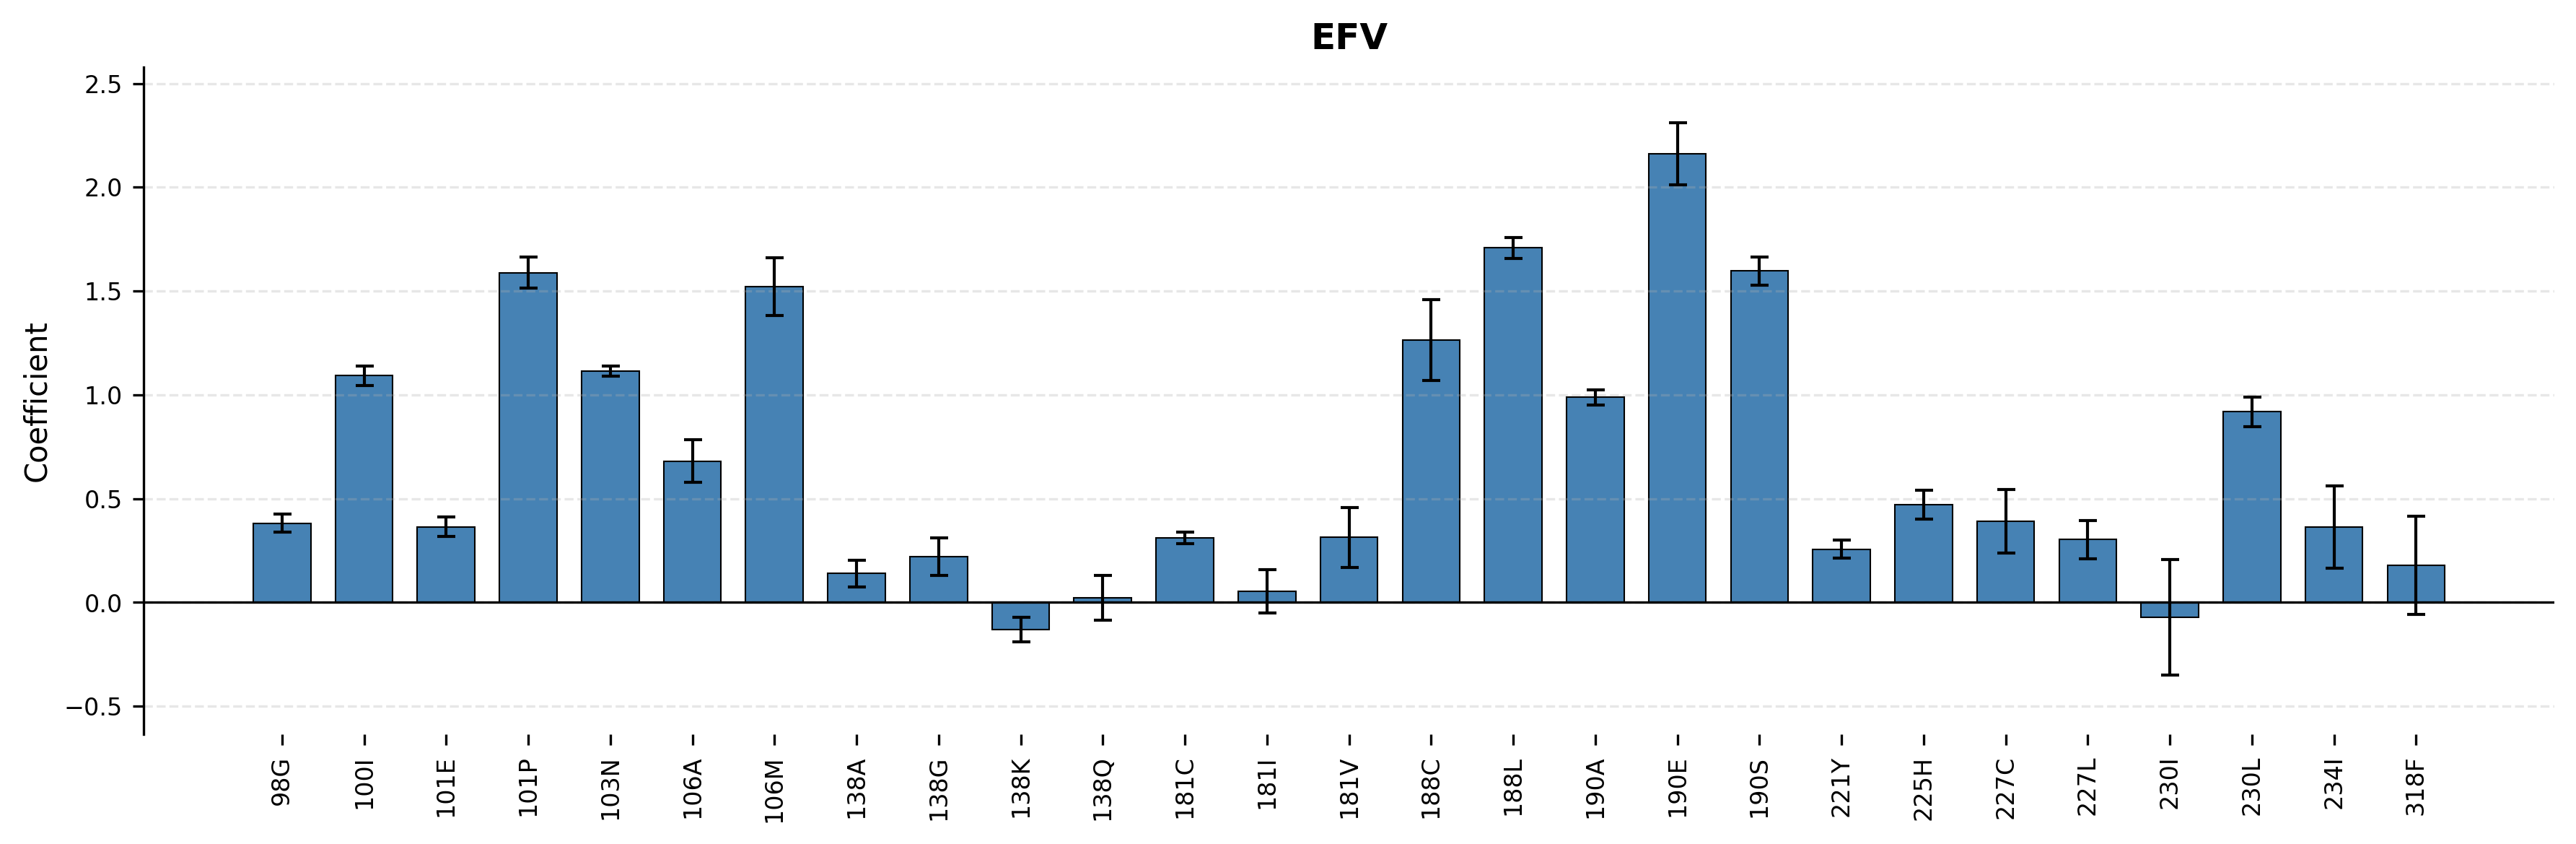 EFV
Coefficient
2.5
2.0
1.5
1.0
0.5
0.0
−0.5
98G
100I
101E
101P
103N
106A
106M
138A
138G
138K
138Q
181C
181I
181V
188C
188L
190A
190E
190S
221Y
225H
227C
227L
230I
230L
234I
318F